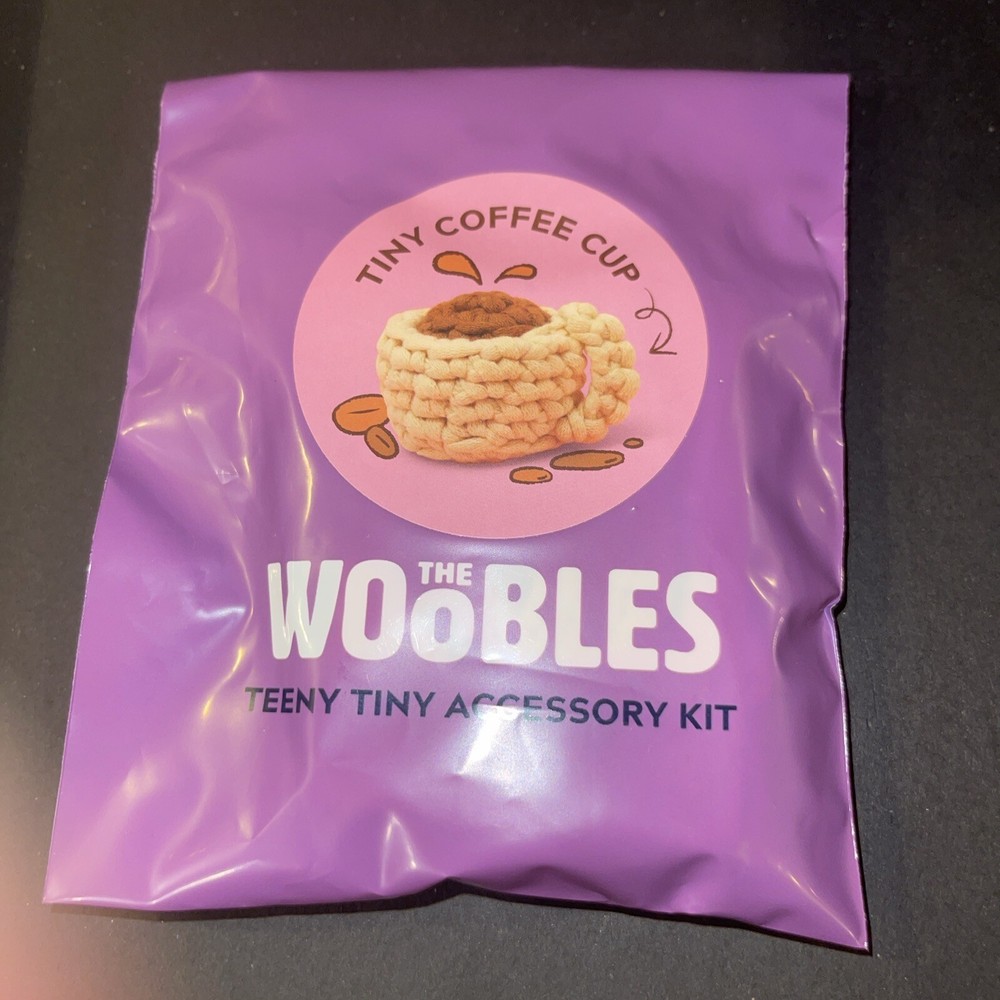 TINY COFFEE CUP
THE
WOOBLES
TEENY TINY ACCESSORY KIT